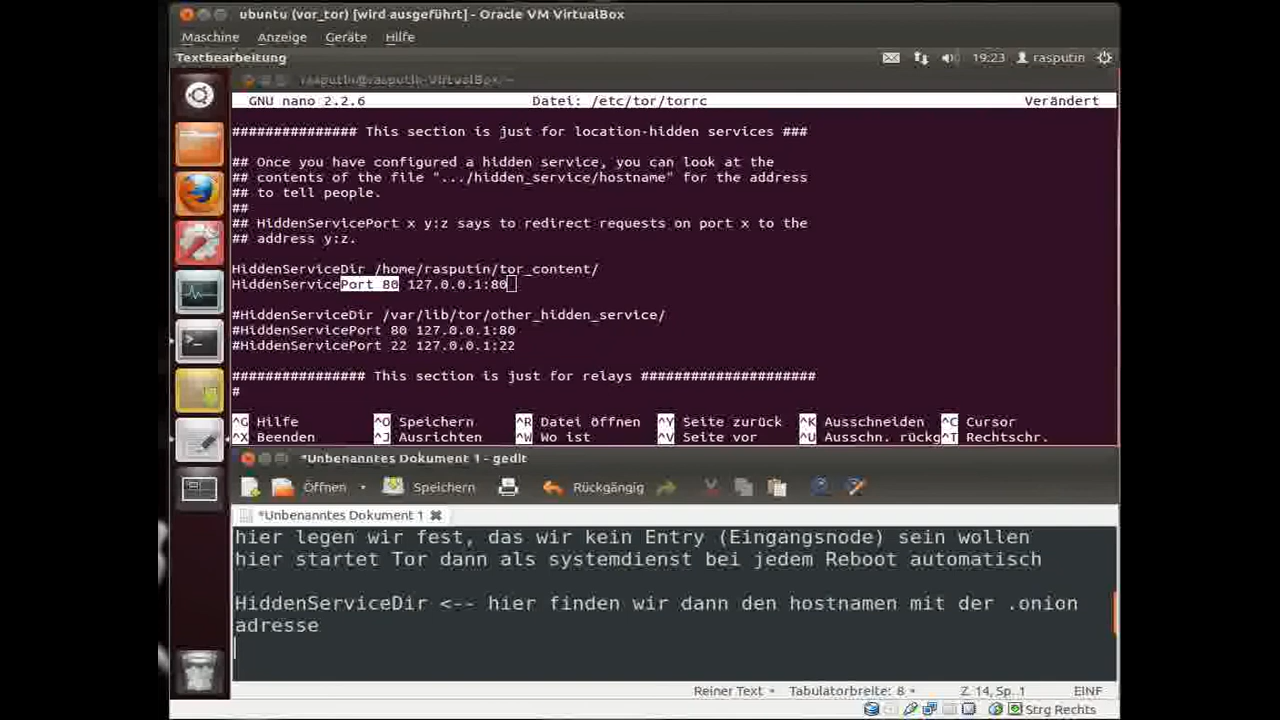 ubuntu (vor_tor) [wird ausgeführt] - Oracle VM VirtualBox
Maschine Anzeige Geräte Hilfe
Textbearbeitung 19:23 rasputin
rasputin@rasputin-VirtualBox: ~
GNU nano 2.2.6 Datei: /etc/tor/torrc Verändert
############### This section is just for location-hidden services ###
## Once you have configured a hidden service, you can look at the
## contents of the file ".../hidden_service/hostname" for the address
## to tell people.
##
## HiddenServicePort x y:z says to redirect requests on port x to the
## address y:z.
HiddenServiceDir /home/rasputin/tor_content/
HiddenServicePort 80 127.0.0.1:80
#HiddenServiceDir /var/lib/tor/other_hidden_service/
#HiddenServicePort 80 127.0.0.1:80
#HiddenServicePort 22 127.0.0.1:22
################ This section is just for relays #####################
#
^G Hilfe ^O Speichern ^R Datei öffnen ^Y Seite zurück ^K Ausschneiden ^C Cursor
^X Beenden ^J Ausrichten ^W Wo ist ^V Seite vor ^U Ausschn. rückg ^T Rechtschr.
*Unbenanntes Dokument 1 - gedit
Öffnen Speichern Rückgängig
*Unbenanntes Dokument 1
hier legen wir fest, das wir kein Entry (Eingangsnode) sein wollen
hier startet Tor dann als systemdienst bei jedem Reboot automatisch
HiddenServiceDir <-- hier finden wir dann den hostnamen mit der .onion
adresse
Reiner Text Tabulatorbreite: 8 Z. 14, Sp. 1 EINF
Strg Rechts